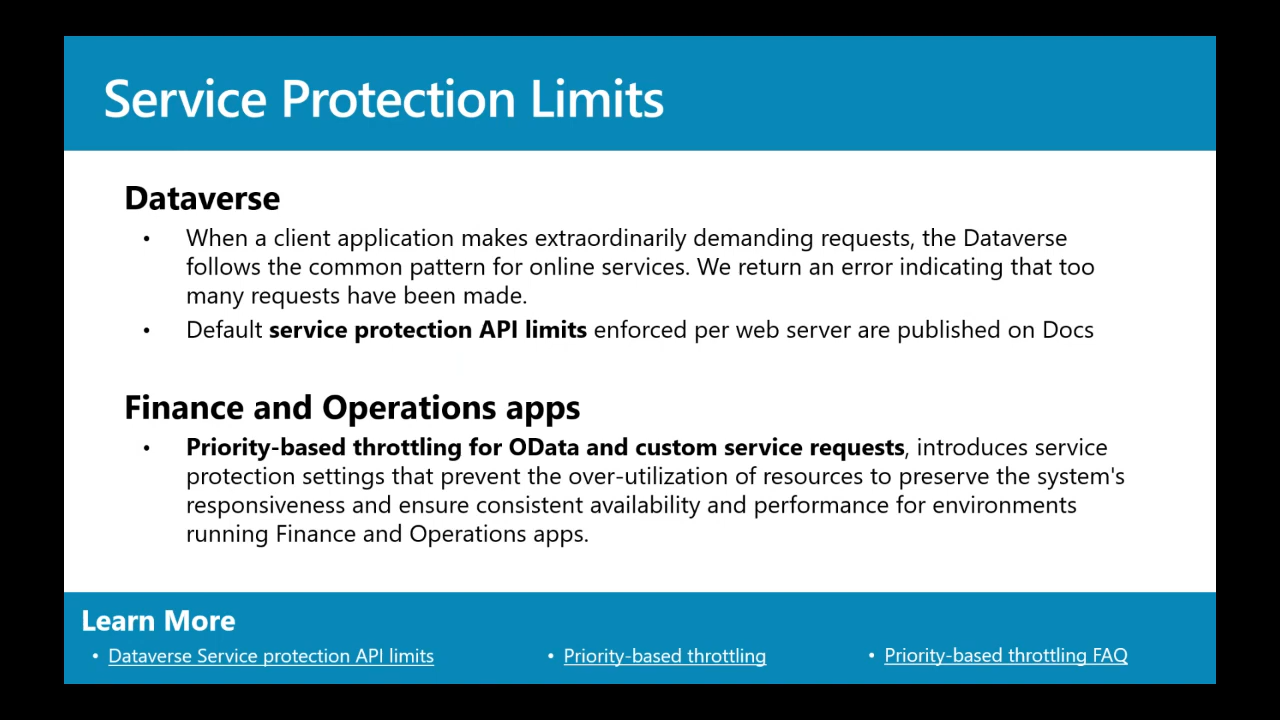 Service Protection Limits
Dataverse
• When a client application makes extraordinarily demanding requests, the Dataverse
follows the common pattern for online services. We return an error indicating that too
many requests have been made.
• Default service protection API limits enforced per web server are published on Docs
Finance and Operations apps
• Priority-based throttling for OData and custom service requests, introduces service
protection settings that prevent the over-utilization of resources to preserve the system's
responsiveness and ensure consistent availability and performance for environments
running Finance and Operations apps.
Learn More
• Dataverse Service protection API limits
• Priority-based throttling
• Priority-based throttling FAQ